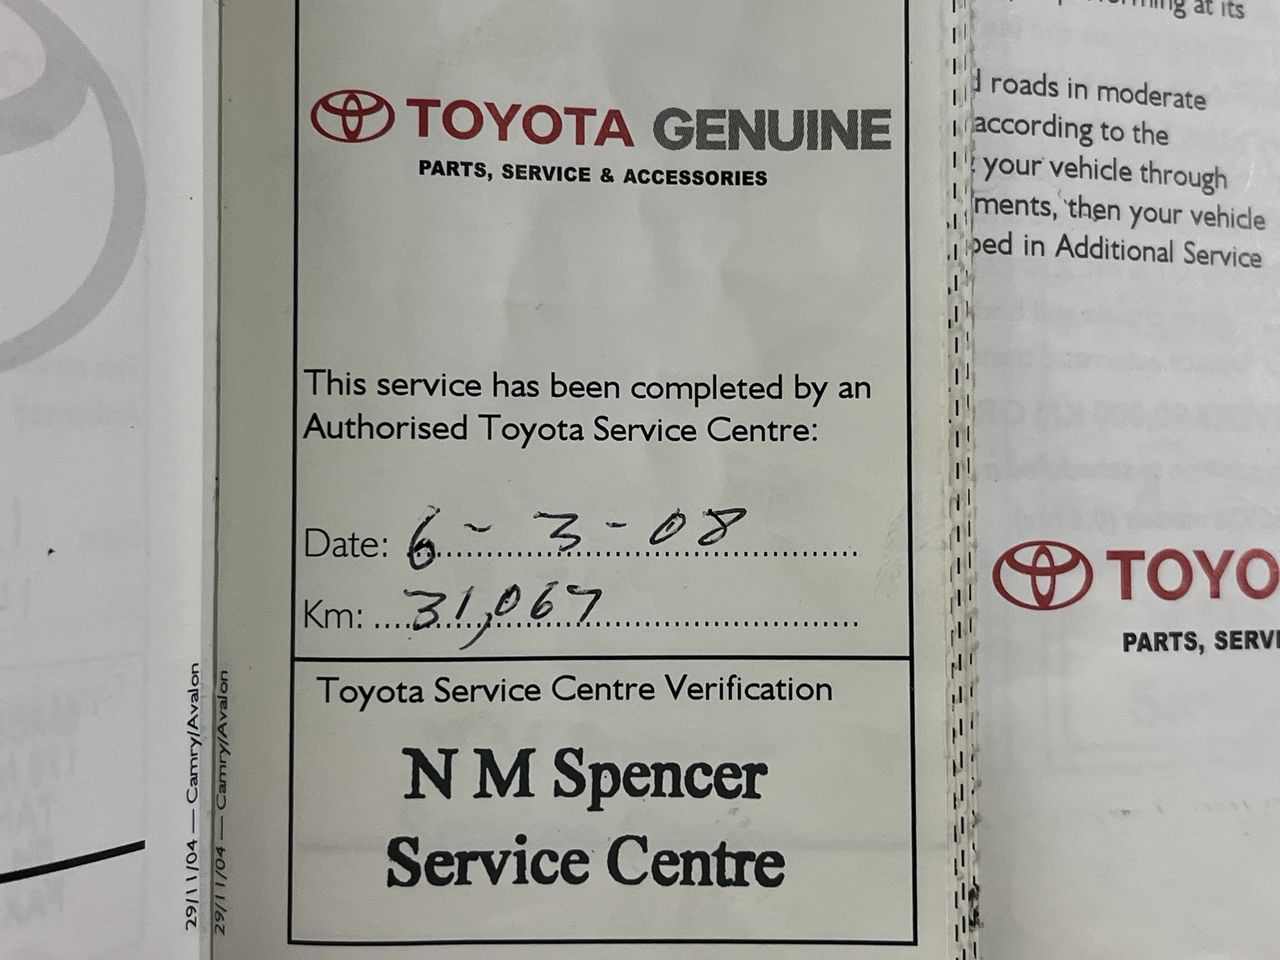 TOYOTA GENUINE
PARTS, SERVICE & ACCESSORIES
This service has been completed by an
Authorised Toyota Service Centre:
Date: 6 - 3 - 08
Km: 31,067
Toyota Service Centre Verification
N M Spencer
Service Centre
29/11/04 — Camry/Avalon
29/11/04 — Camry/Avalon
at its
roads in moderate
according to the
your vehicle through
then your vehicle
in Additional Service
TOYO
PARTS, SERVI